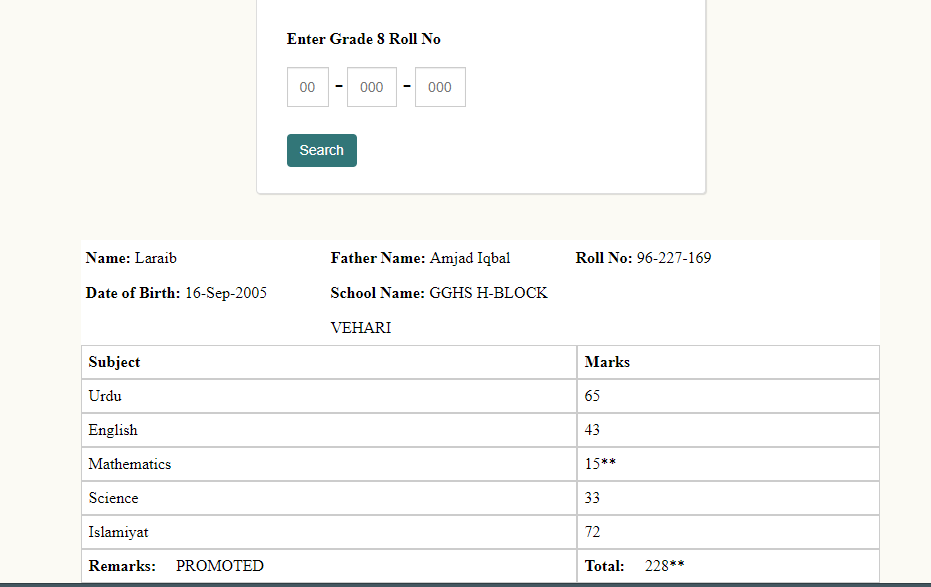 Enter Grade 8 Roll No
00 - 000 - 000
Search
Name: Laraib Father Name: Amjad Iqbal Roll No: 96-227-169
Date of Birth: 16-Sep-2005 School Name: GGHS H-BLOCK
VEHARI
Subject Marks
Urdu 65
English 43
Mathematics 15**
Science 33
Islamiyat 72
Remarks: PROMOTED Total: 228**